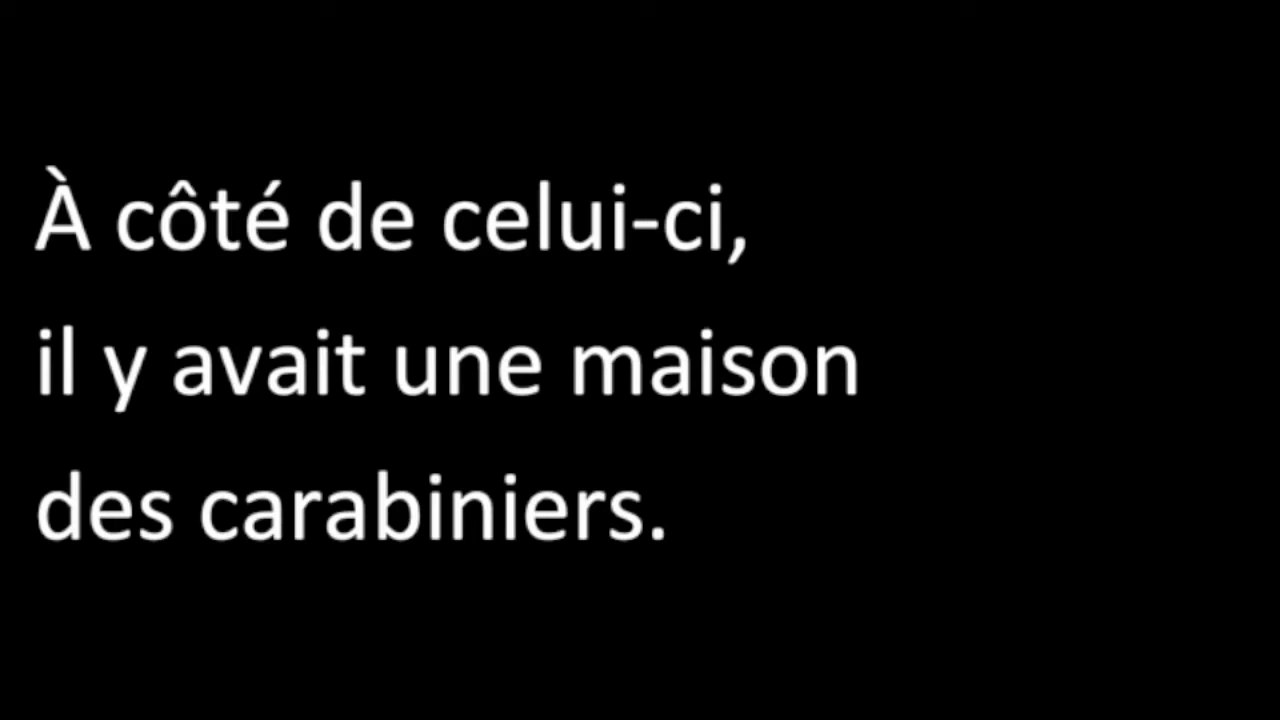 À côté de celui-ci,
il y avait une maison
des carabiniers.